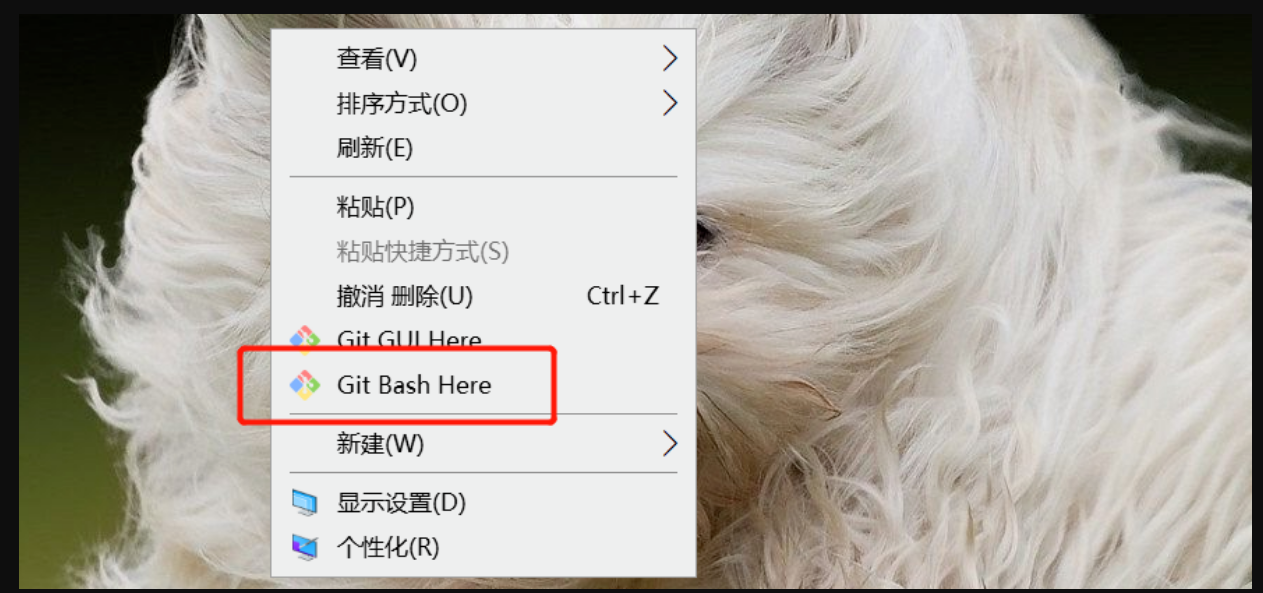 查看(V)
排序方式(O)
刷新(E)
粘贴(P)
粘贴快捷方式(S)
撤消 删除(U) Ctrl+Z
Git GUI Here
Git Bash Here
新建(W)
显示设置(D)
个性化(R)